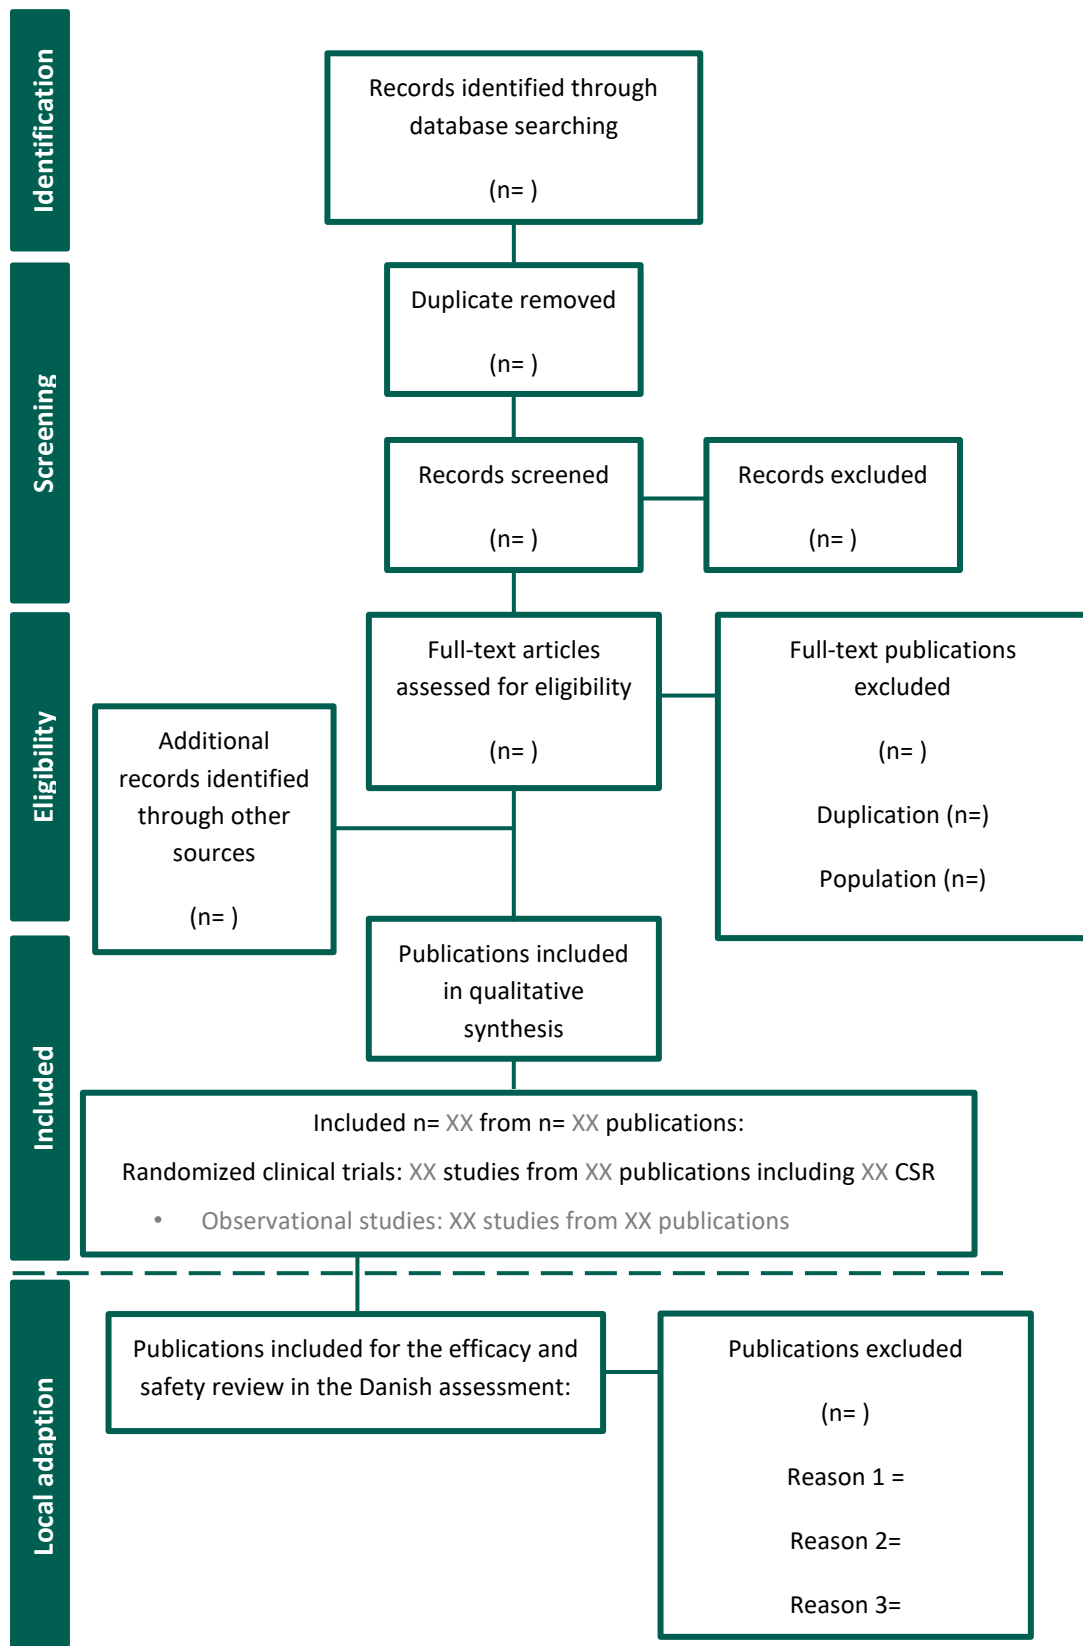 Identification
Records identified through
database searching
(n= )
Screening
Duplicate removed
(n= )
Records screened
(n= )
Records excluded
(n= )
Eligibility
Full-text articles
assessed for eligibility
(n= )
Full-text publications
excluded
(n= )
Duplication (n=)
Population (n=)
Additional
records identified
through other
sources
(n= )
Included
Publications included
in qualitative
synthesis
Included n= XX from n= XX publications:
Randomized clinical trials: XX studies from XX publications including XX CSR
• Observational studies: XX studies from XX publications
Local adaption
Publications included for the efficacy and
safety review in the Danish assessment:
Publications excluded
(n= )
Reason 1 =
Reason 2=
Reason 3=